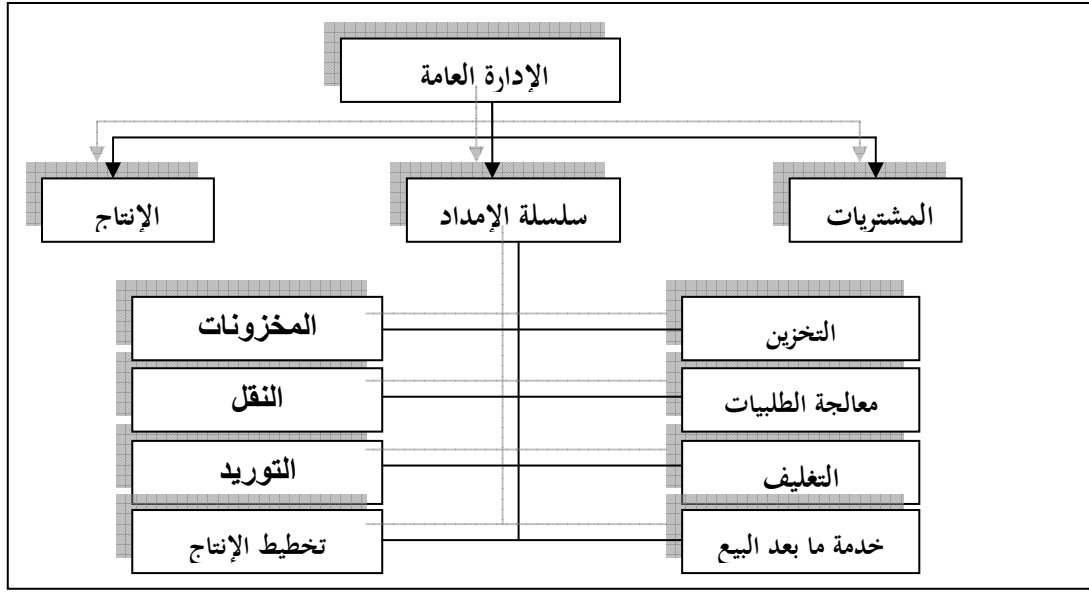 الإدارة العامة
المشتريات
سلسلة الإمداد
الإنتاج
التخزين
المخزونات
معالجة الطلبيات
النقل
التغليف
التوريد
خدمة ما بعد البيع
تخطيط الإنتاج